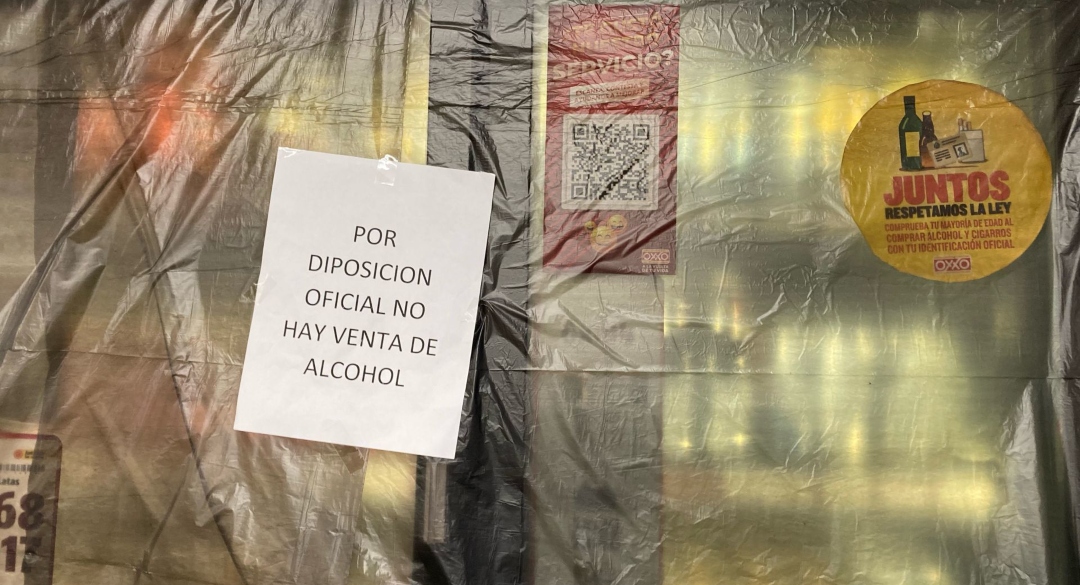 POR
DIPOSICION
OFICIAL NO
HAY VENTA DE
ALCOHOL
SERVICIO?
OXXO
JUNTOS
RESPETAMOS LA LEY
COMPRUEBA TU MAYORÍA DE EDAD AL
COMPRAR ALCOHOL Y CIGARROS
CON TU IDENTIFICACIÓN OFICIAL
OXXO
68
17